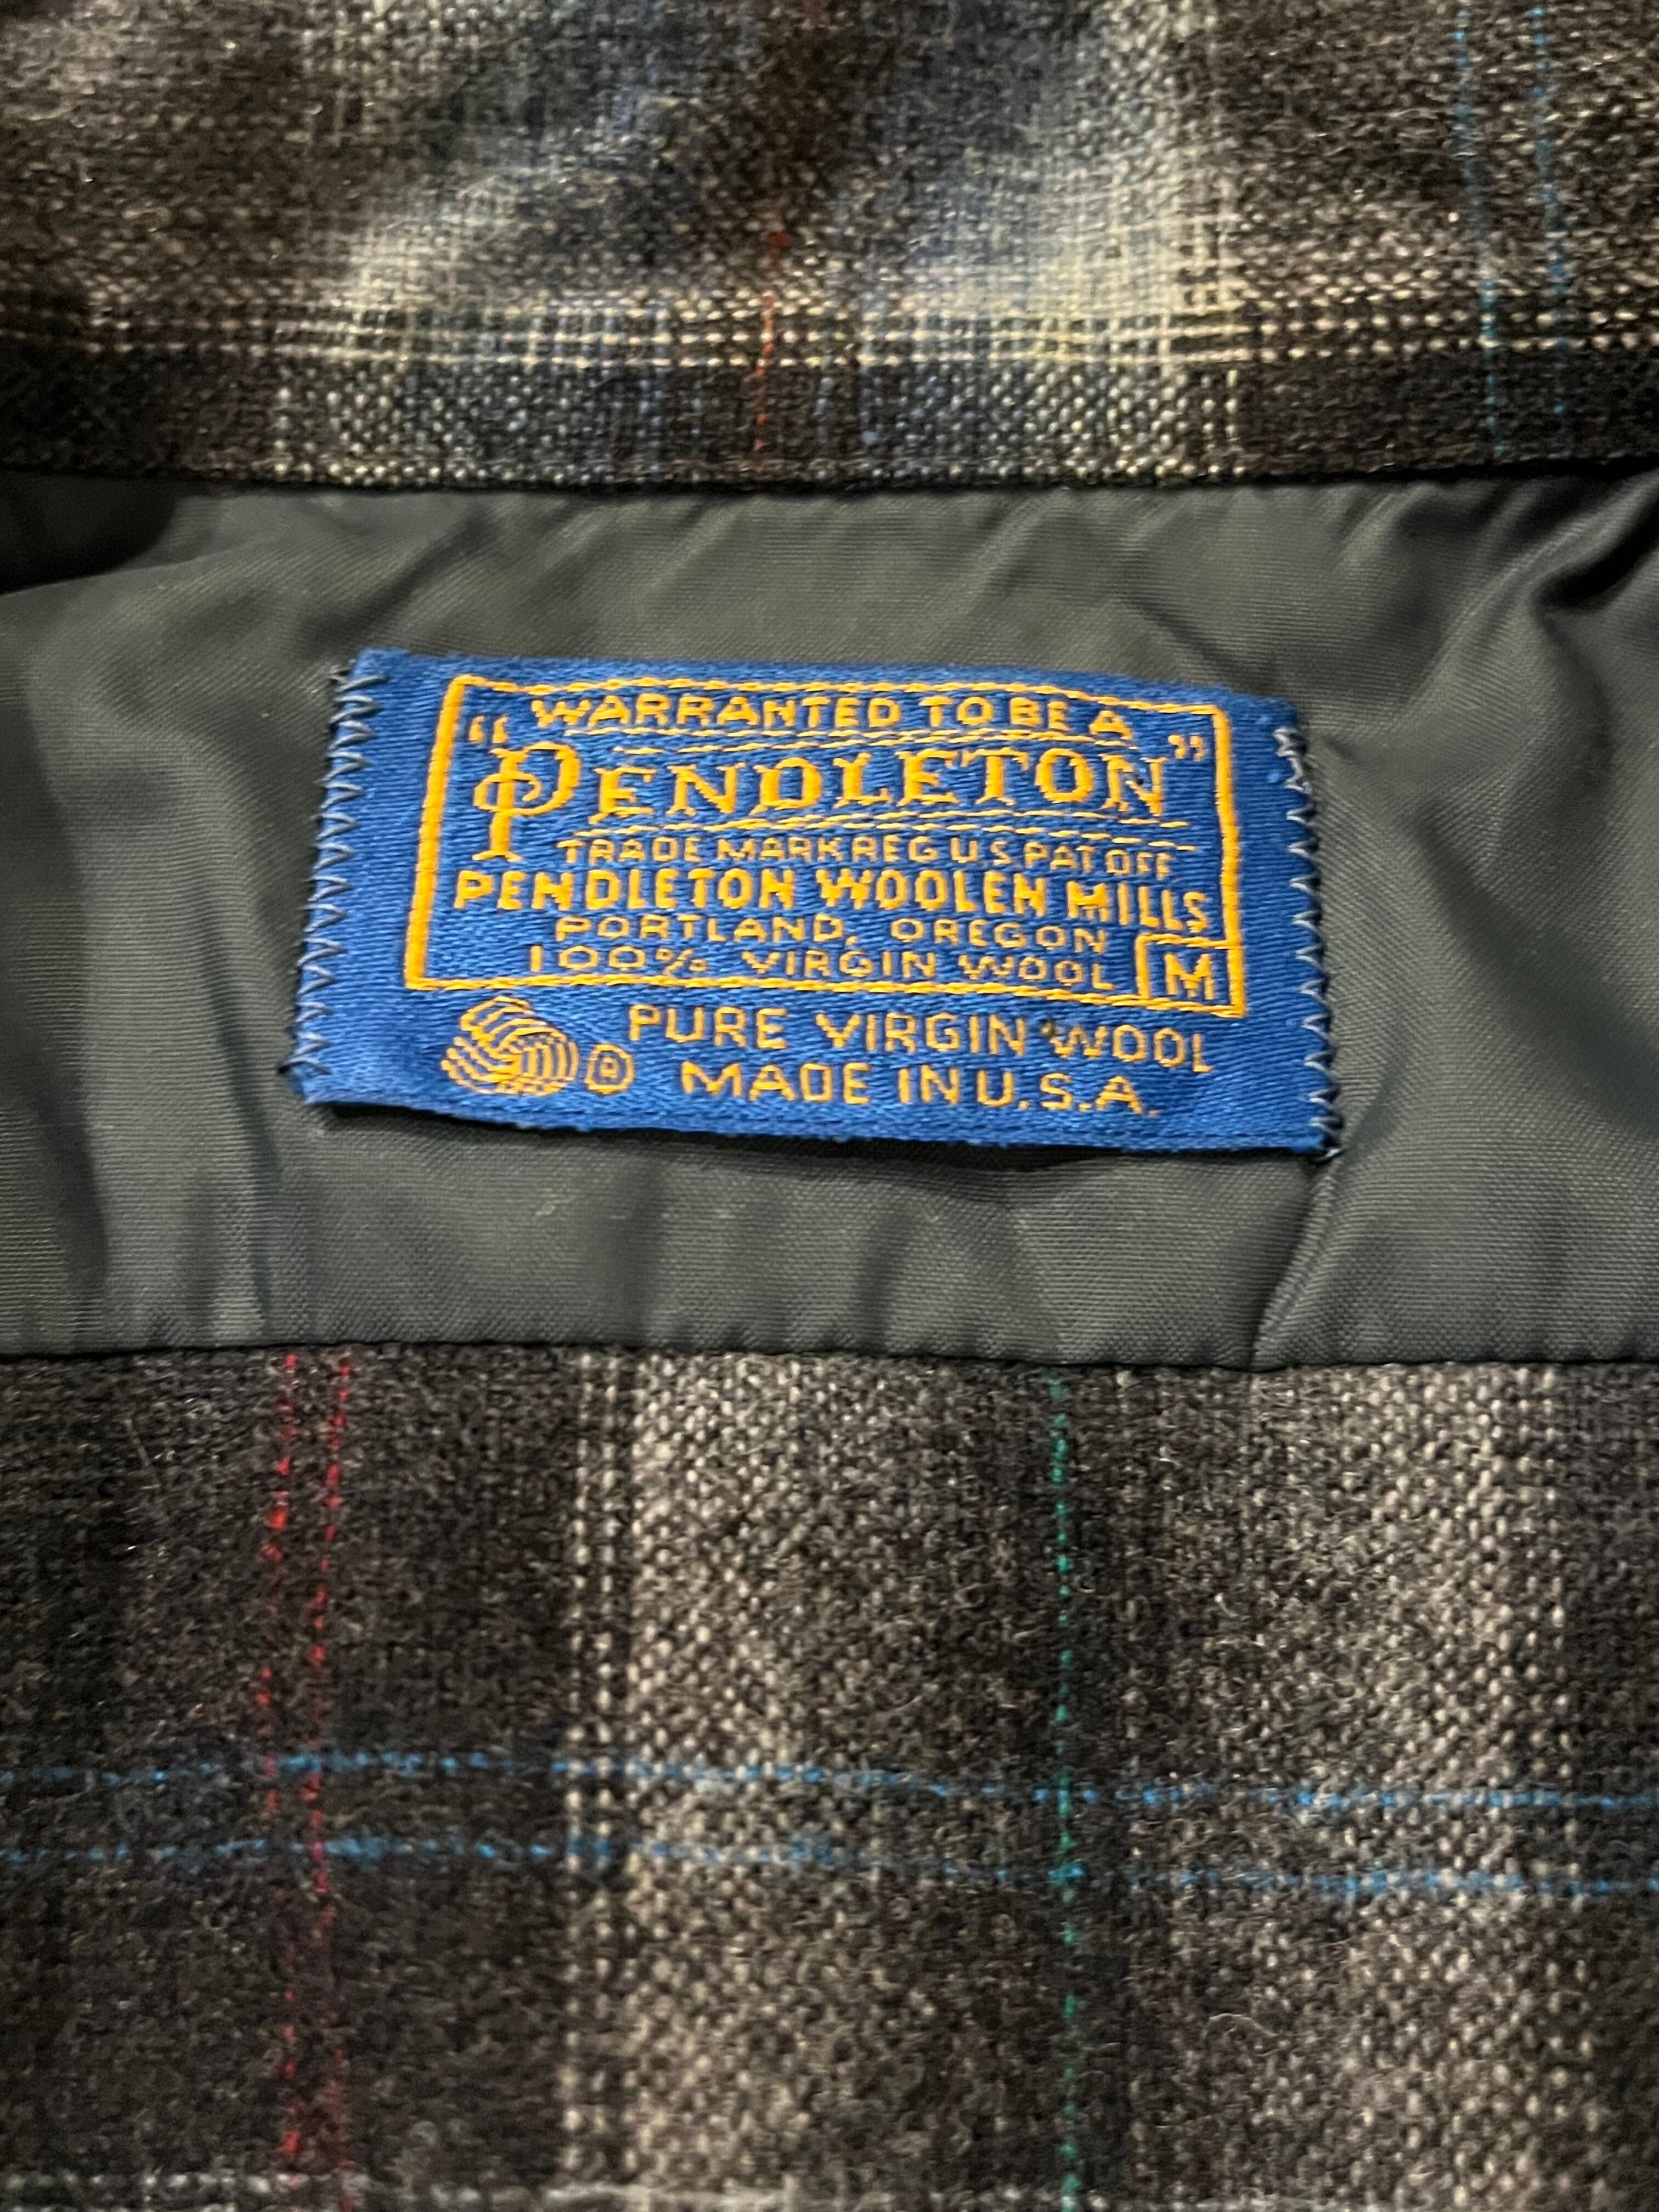 WARRANTED TO BE A
"PENDLETON"
TRADE MARK REG U.S. PAT OFF
PENDLETON WOOLEN MILLS
PORTLAND, OREGON
100% VIRGIN WOOL M
PURE VIRGIN WOOL
® MADE IN U.S.A.